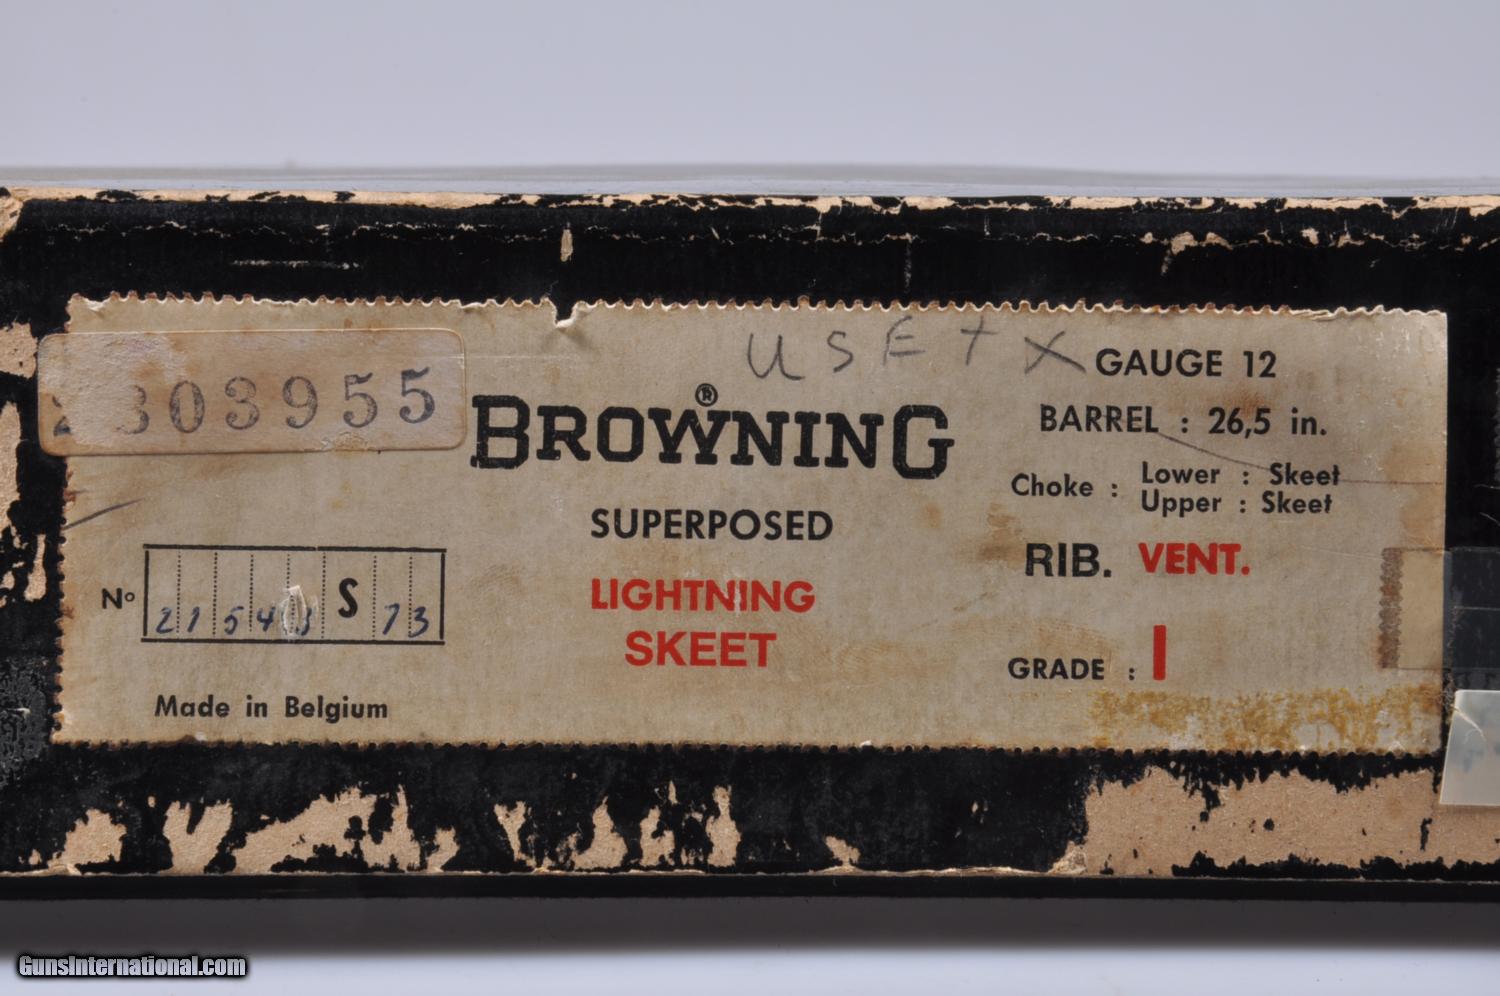 USE + X
303955
BROWNING ®
SUPERPOSED
LIGHTNING
SKEET
Nº S 73
Made in Belgium
GAUGE 12
BARREL : 26,5 in.
Choke : Lower : Skeet
Upper : Skeet
RIB. VENT.
GRADE : I
GunsInternational.com